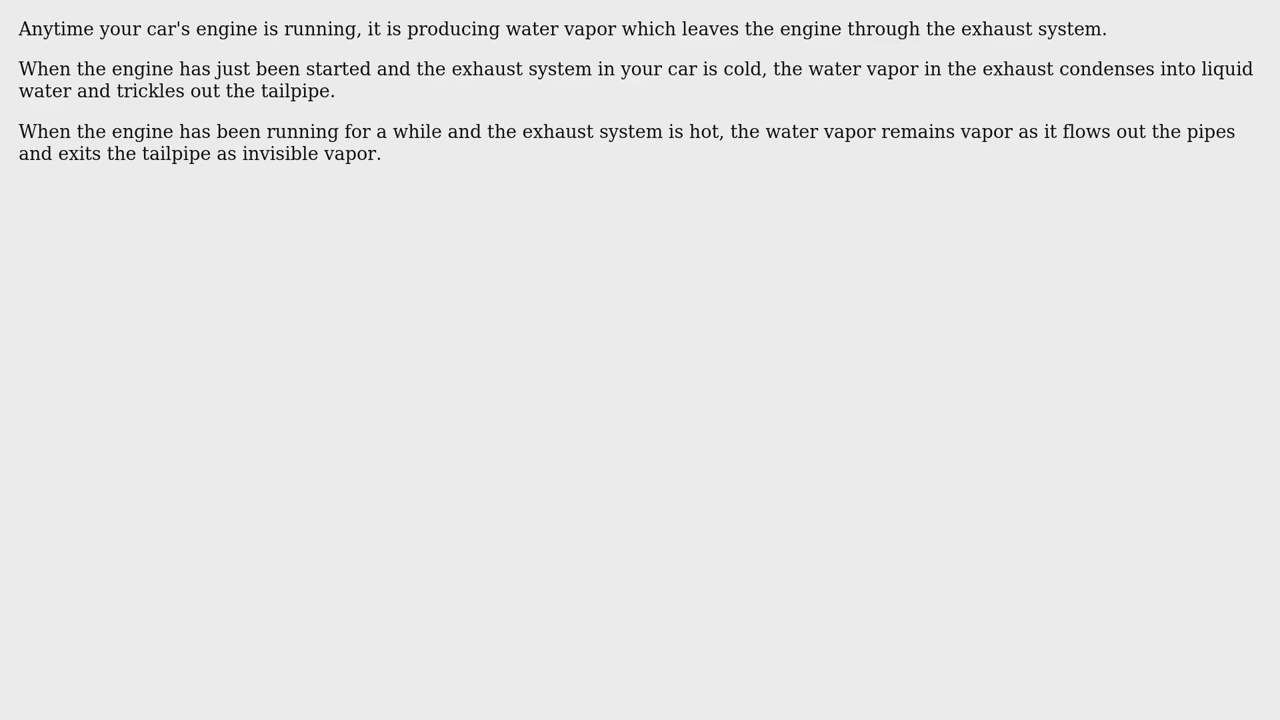 Anytime your car's engine is running, it is producing water vapor which leaves the engine through the exhaust system.
When the engine has just been started and the exhaust system in your car is cold, the water vapor in the exhaust condenses into liquid
water and trickles out the tailpipe.
When the engine has been running for a while and the exhaust system is hot, the water vapor remains vapor as it flows out the pipes
and exits the tailpipe as invisible vapor.